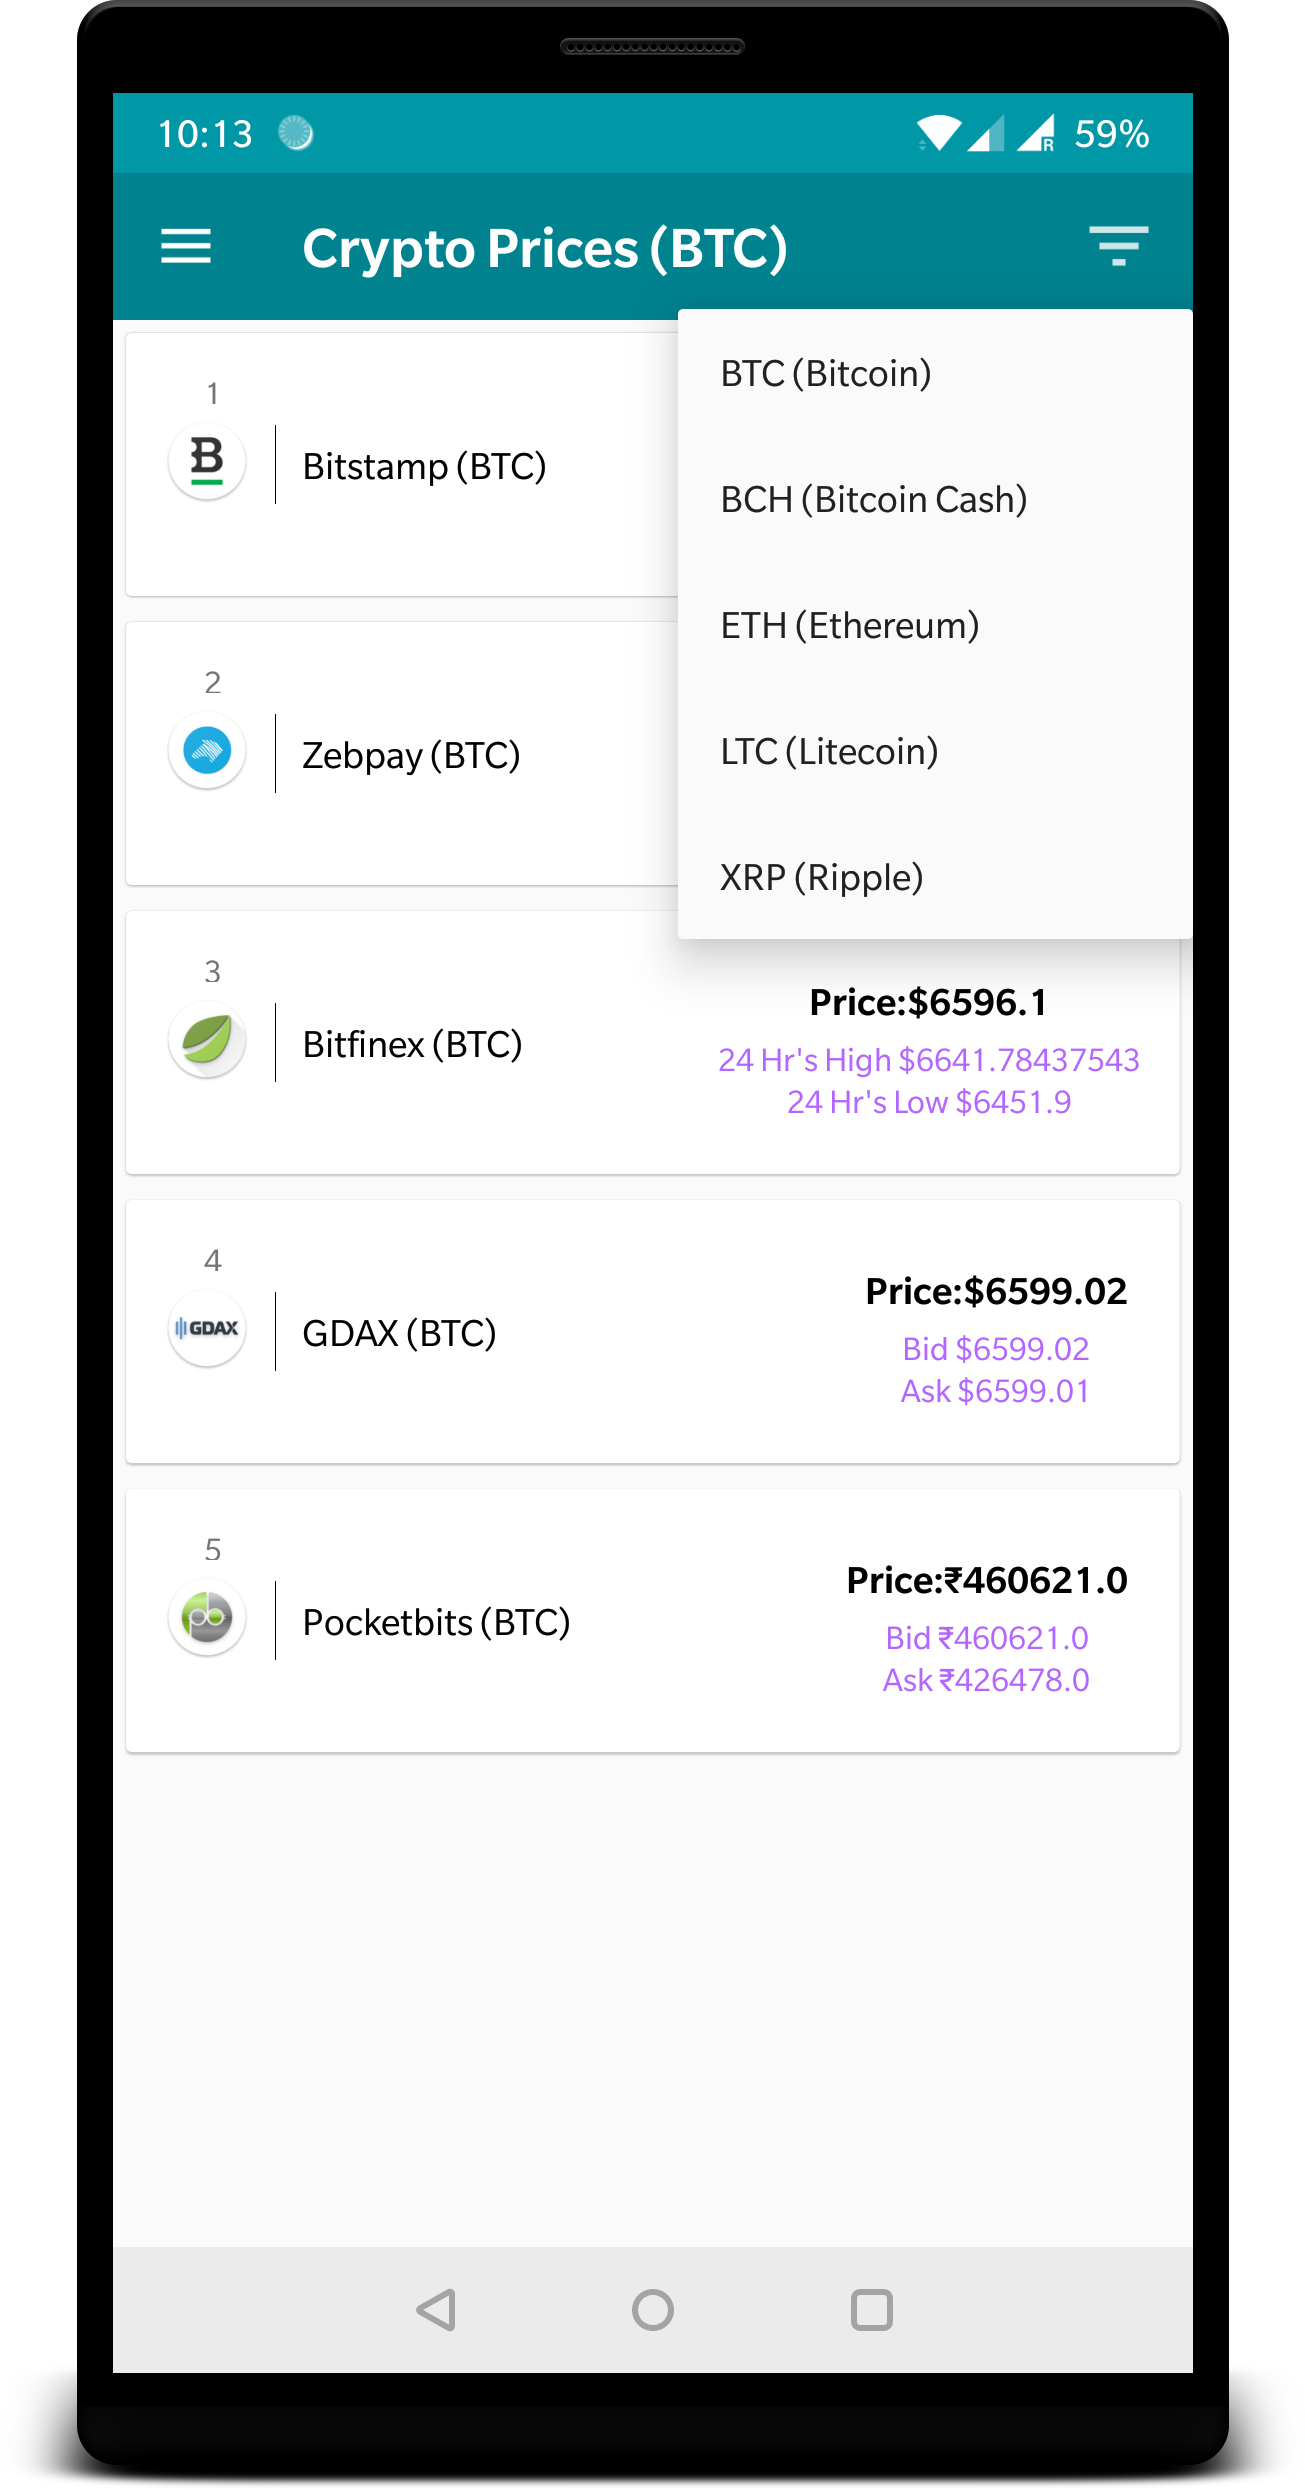 10:13
R
59%
Crypto Prices (BTC)
BTC (Bitcoin)
BCH (Bitcoin Cash)
ETH (Ethereum)
LTC (Litecoin)
XRP (Ripple)
1
B
Bitstamp (BTC)
2
Zebpay (BTC)
3
Bitfinex (BTC)
Price:$6596.1
24 Hr's High $6641.78437543
24 Hr's Low $6451.9
4
GDAX
GDAX (BTC)
Price:$6599.02
Bid $6599.02
Ask $6599.01
5
pb
Pocketbits (BTC)
Price:₹460621.0
Bid ₹460621.0
Ask ₹426478.0